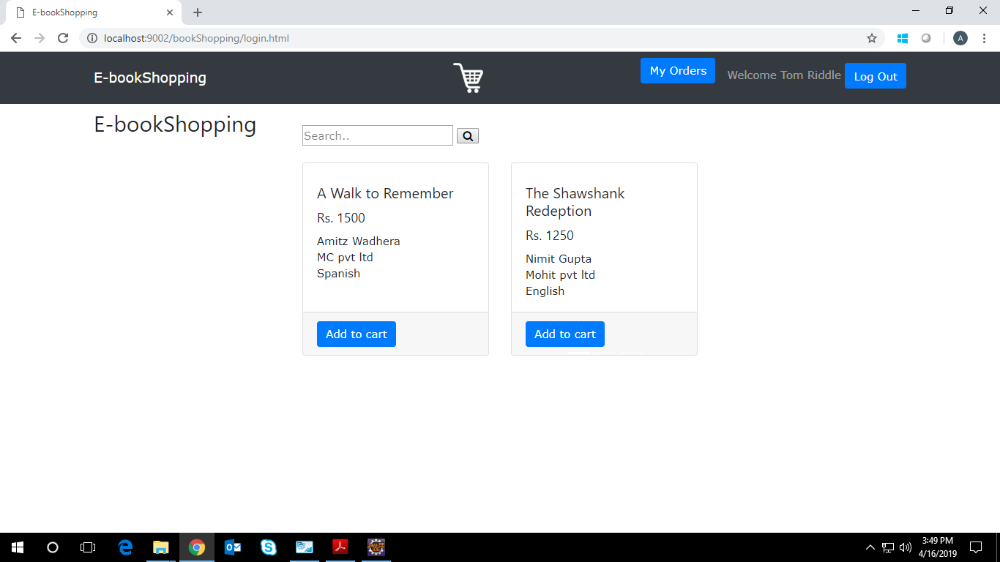 E-bookShopping
localhost:9002/bookShopping/login.html
A
E-bookShopping
My Orders
Welcome Tom Riddle
Log Out
E-bookShopping
Search..
A Walk to Remember
Rs. 1500
Amitz Wadhera
MC pvt ltd
Spanish
Add to cart
The Shawshank
Redeption
Rs. 1250
Nimit Gupta
Mohit pvt ltd
English
Add to cart
3:49 PM
4/16/2019